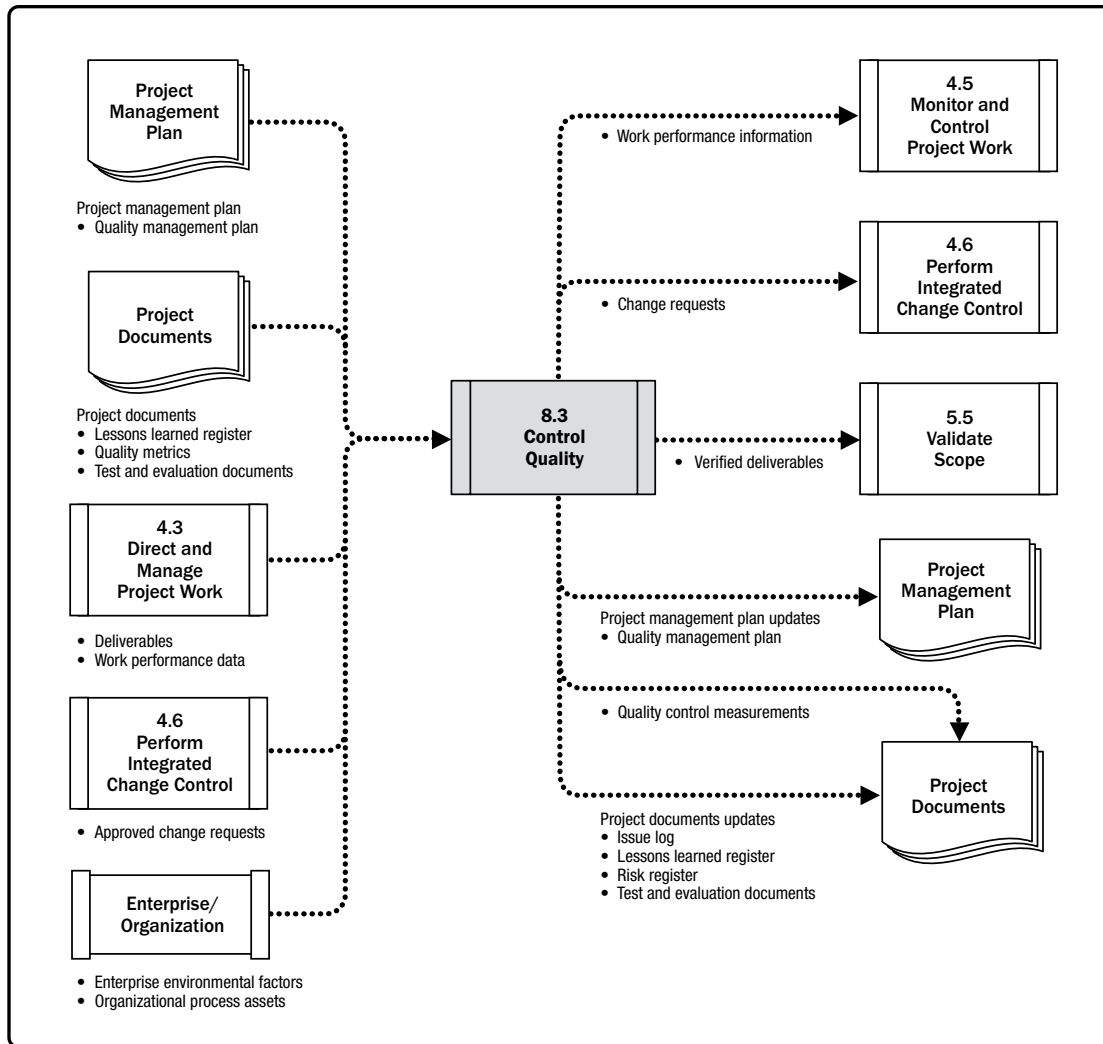 Project
Management
Plan
Project management plan
• Quality management plan
Project
Documents
Project documents
• Lessons learned register
• Quality metrics
• Test and evaluation documents
4.3
Direct and
Manage
Project Work
• Deliverables
• Work performance data
4.6
Perform
Integrated
Change Control
• Approved change requests
Enterprise/
Organization
• Enterprise environmental factors
• Organizational process assets
8.3
Control
Quality
• Work performance information
4.5
Monitor and
Control
Project Work
• Change requests
4.6
Perform
Integrated
Change Control
• Verified deliverables
5.5
Validate
Scope
Project management plan updates
• Quality management plan
Project
Management
Plan
• Quality control measurements
Project documents updates
• Issue log
• Lessons learned register
• Risk register
• Test and evaluation documents
Project
Documents